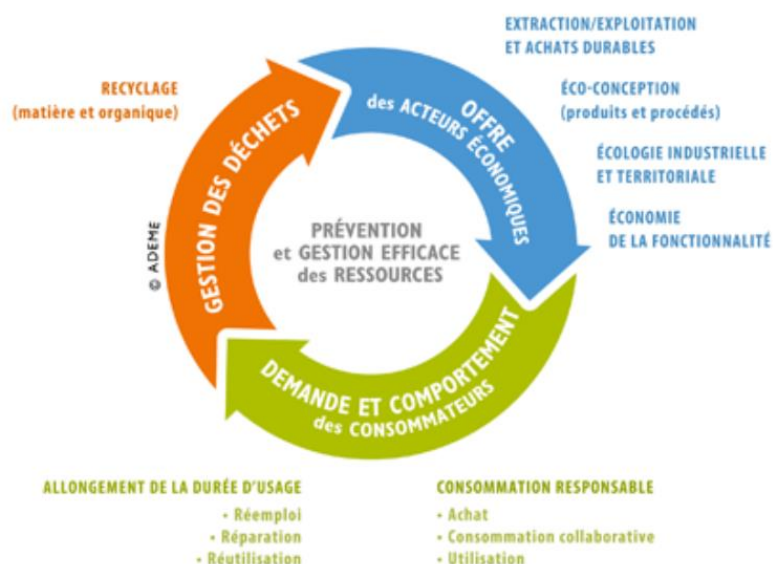 EXTRACTION/EXPLOITATION
ET ACHATS DURABLES
ÉCO-CONCEPTION
(produits et procédés)
ÉCOLOGIE INDUSTRIELLE
ET TERRITORIALE
ÉCONOMIE
DE LA FONCTIONNALITÉ
RECYCLAGE
(matière et organique)
OFFRE
des ACTEURS ÉCONOMIQUES
GESTION DES DÉCHETS
© ADEME
PRÉVENTION
et GESTION EFFICACE
des RESSOURCES
DEMANDE ET COMPORTEMENT
des CONSOMMATEURS
ALLONGEMENT DE LA DURÉE D'USAGE
• Réemploi
• Réparation
• Réutilisation
CONSOMMATION RESPONSABLE
• Achat
• Consommation collaborative
• Utilisation